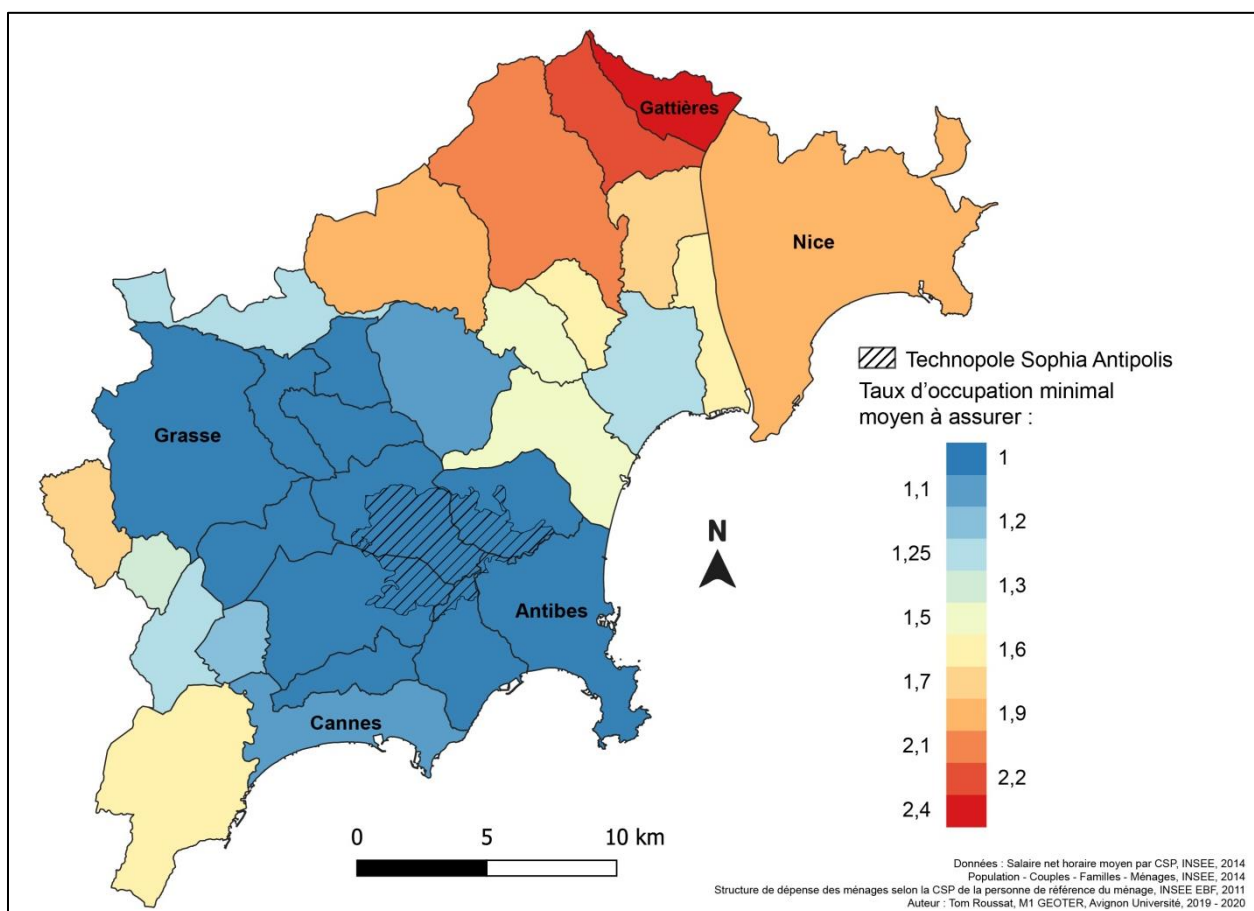 Gattières
Nice
Grasse
Antibes
Cannes
N
Technopole Sophia Antipolis
Taux d'occupation minimal
moyen à assurer :
1
1,1
1,2
1,25
1,3
1,5
1,6
1,7
1,9
2,1
2,2
2,4
0 5 10 km
Données : Salaire net horaire moyen par CSP, INSEE, 2014
Population - Couples - Familles - Ménages, INSEE, 2014
Structure de dépense des ménages selon la CSP de la personne de référence du ménage, INSEE EBF, 2011
Auteur : Tom Roussat, M1 GEOTER, Avignon Université, 2019 - 2020